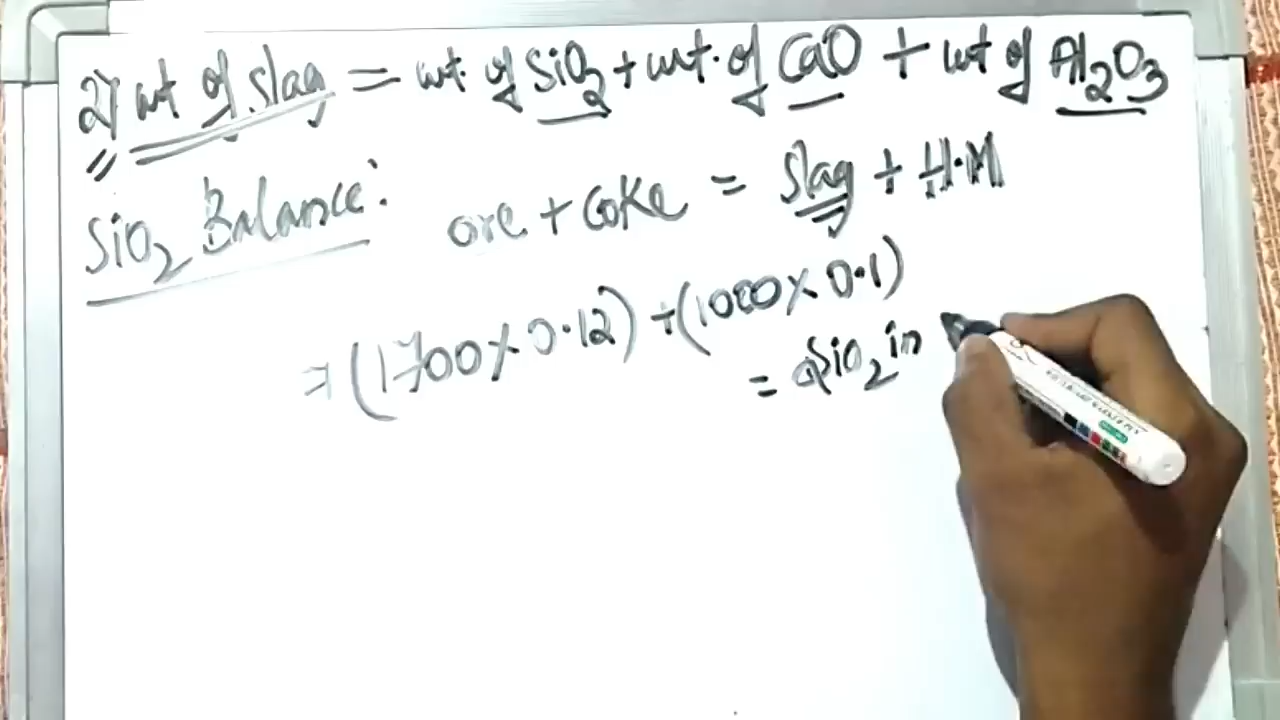 2) wt of slag = wt. of SiO2 + wt. of CaO + wt of Al2O3
SiO2 Balance: ore + Coke = Slag + H.M
= (1700 x 0.12) + (1000 x 0.1)
= SiO2 in